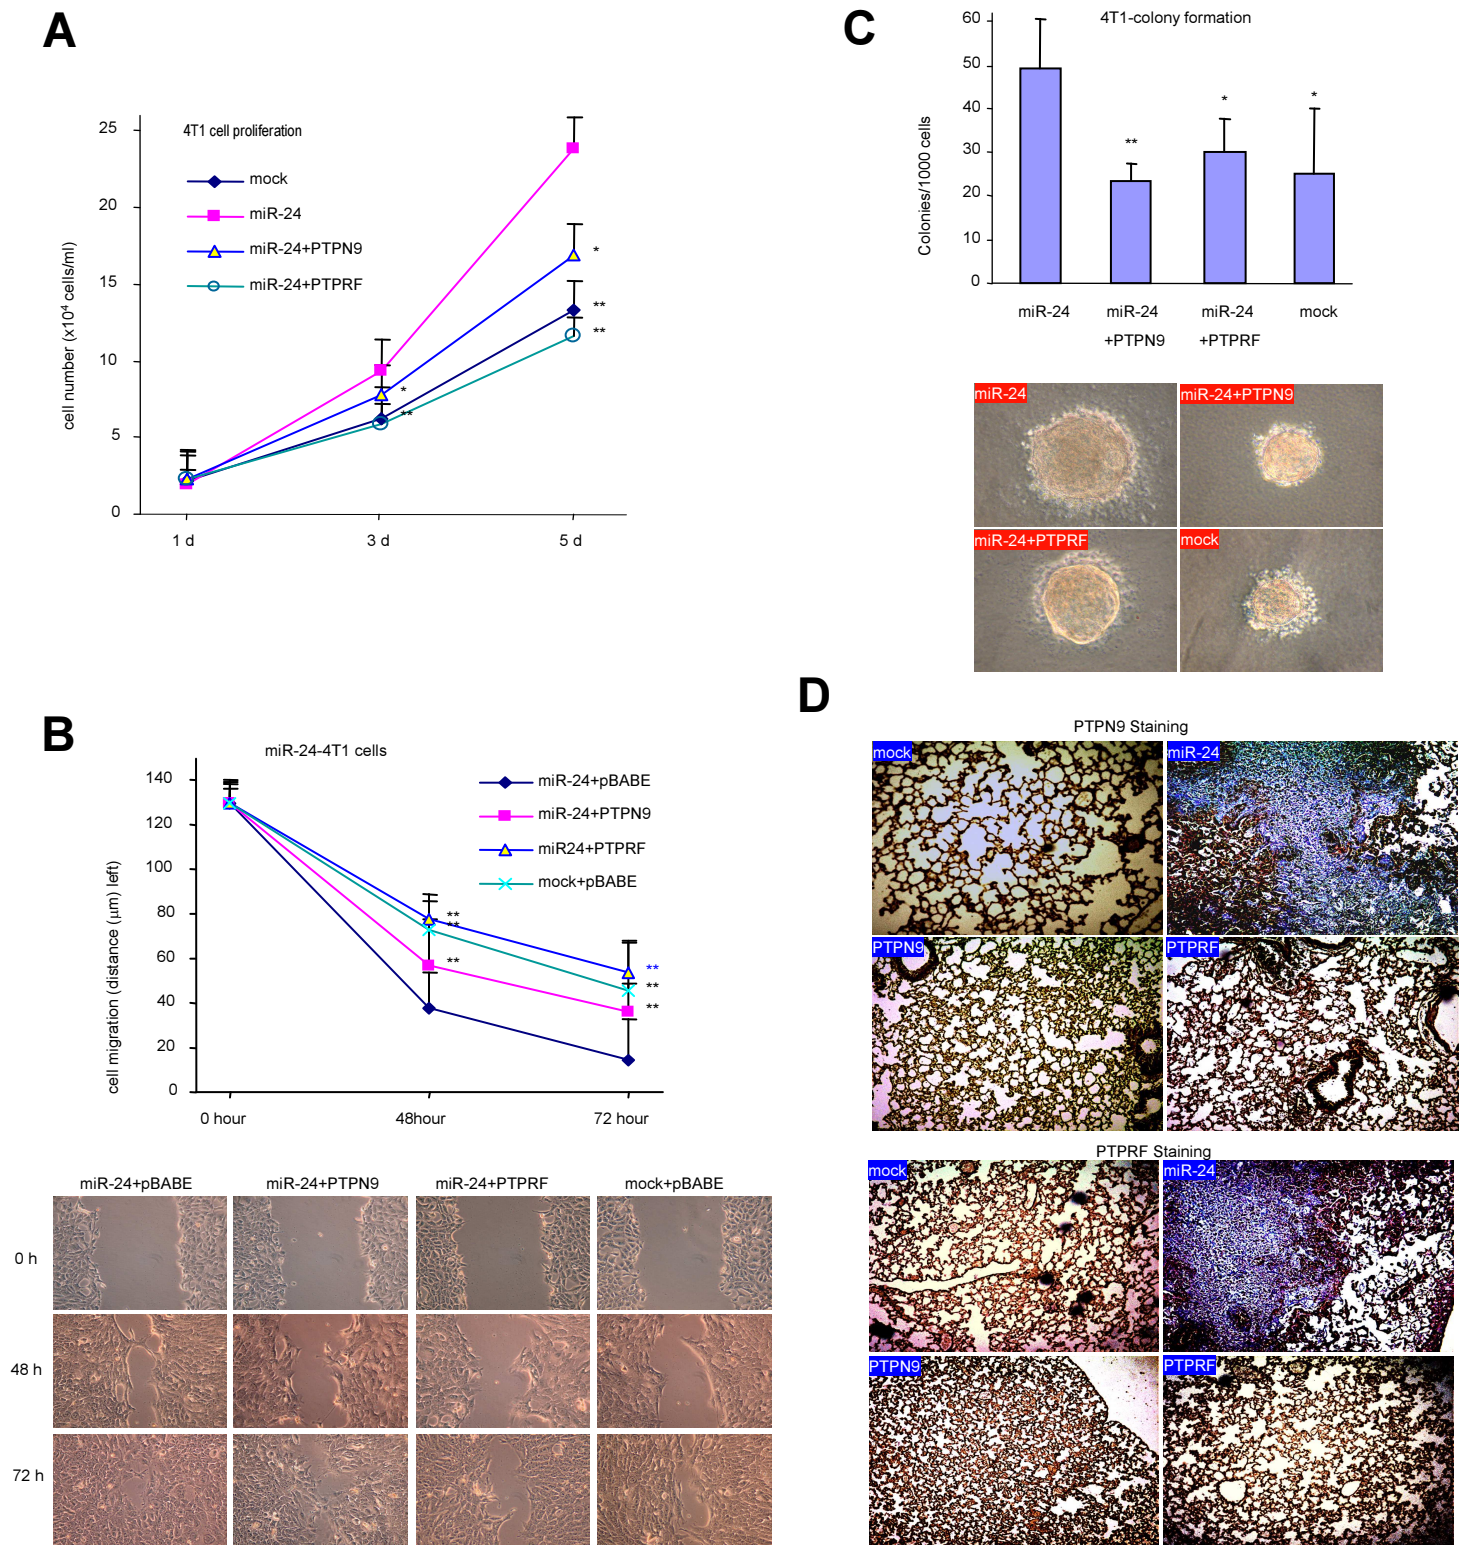 A
4T1 cell proliferation
mock
miR-24
miR-24+PTPN9
miR-24+PTPRF
cell number (x10⁴ cells/ml)
25
20
15
10
5
0
*
**
**
*
**
1 d
3 d
5 d
C
4T1-colony formation
Colonies/1000 cells
60
50
40
30
20
10
0
**
*
*
miR-24
miR-24
miR-24
mock
+PTPN9
+PTPRF
miR-24
miR-24+PTPN9
miR-24+PTPRF
mock
B
miR-24-4T1 cells
miR-24+pBABE
miR-24+PTPN9
miR24+PTPRF
mock+pBABE
cell migration (distance (μm) left)
140
120
100
80
60
40
20
0
**
**
**
**
**
**
0 hour
48hour
72 hour
miR-24+pBABE
miR-24+PTPN9
miR-24+PTPRF
mock+pBABE
0 h
48 h
72 h
D
PTPN9 Staining
mock
miR-24
PTPN9
PTPRF
PTPRF Staining
mock
miR-24
PTPN9
PTPRF